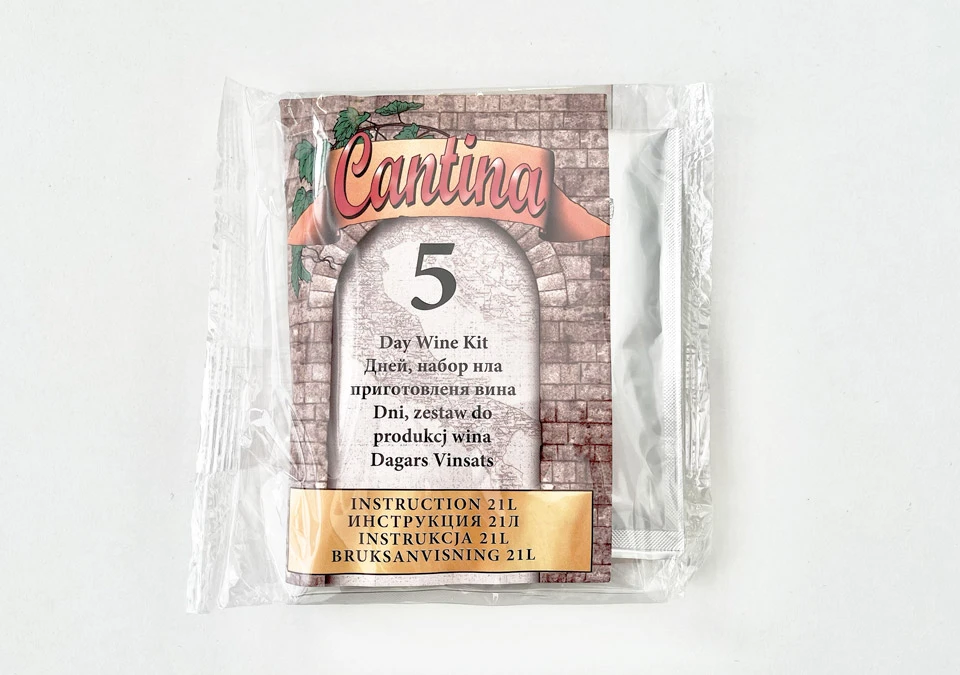 Cantina
5
Day Wine Kit
Дней, набор нла
приготовленя вина
Dni, zestaw do
produkcj wina
Dagars Vinsats
INSTRUCTION 21L
ИНСТРУКЦИЯ 21Л
INSTRUKCJA 21L
BRUKSANVISNING 21L